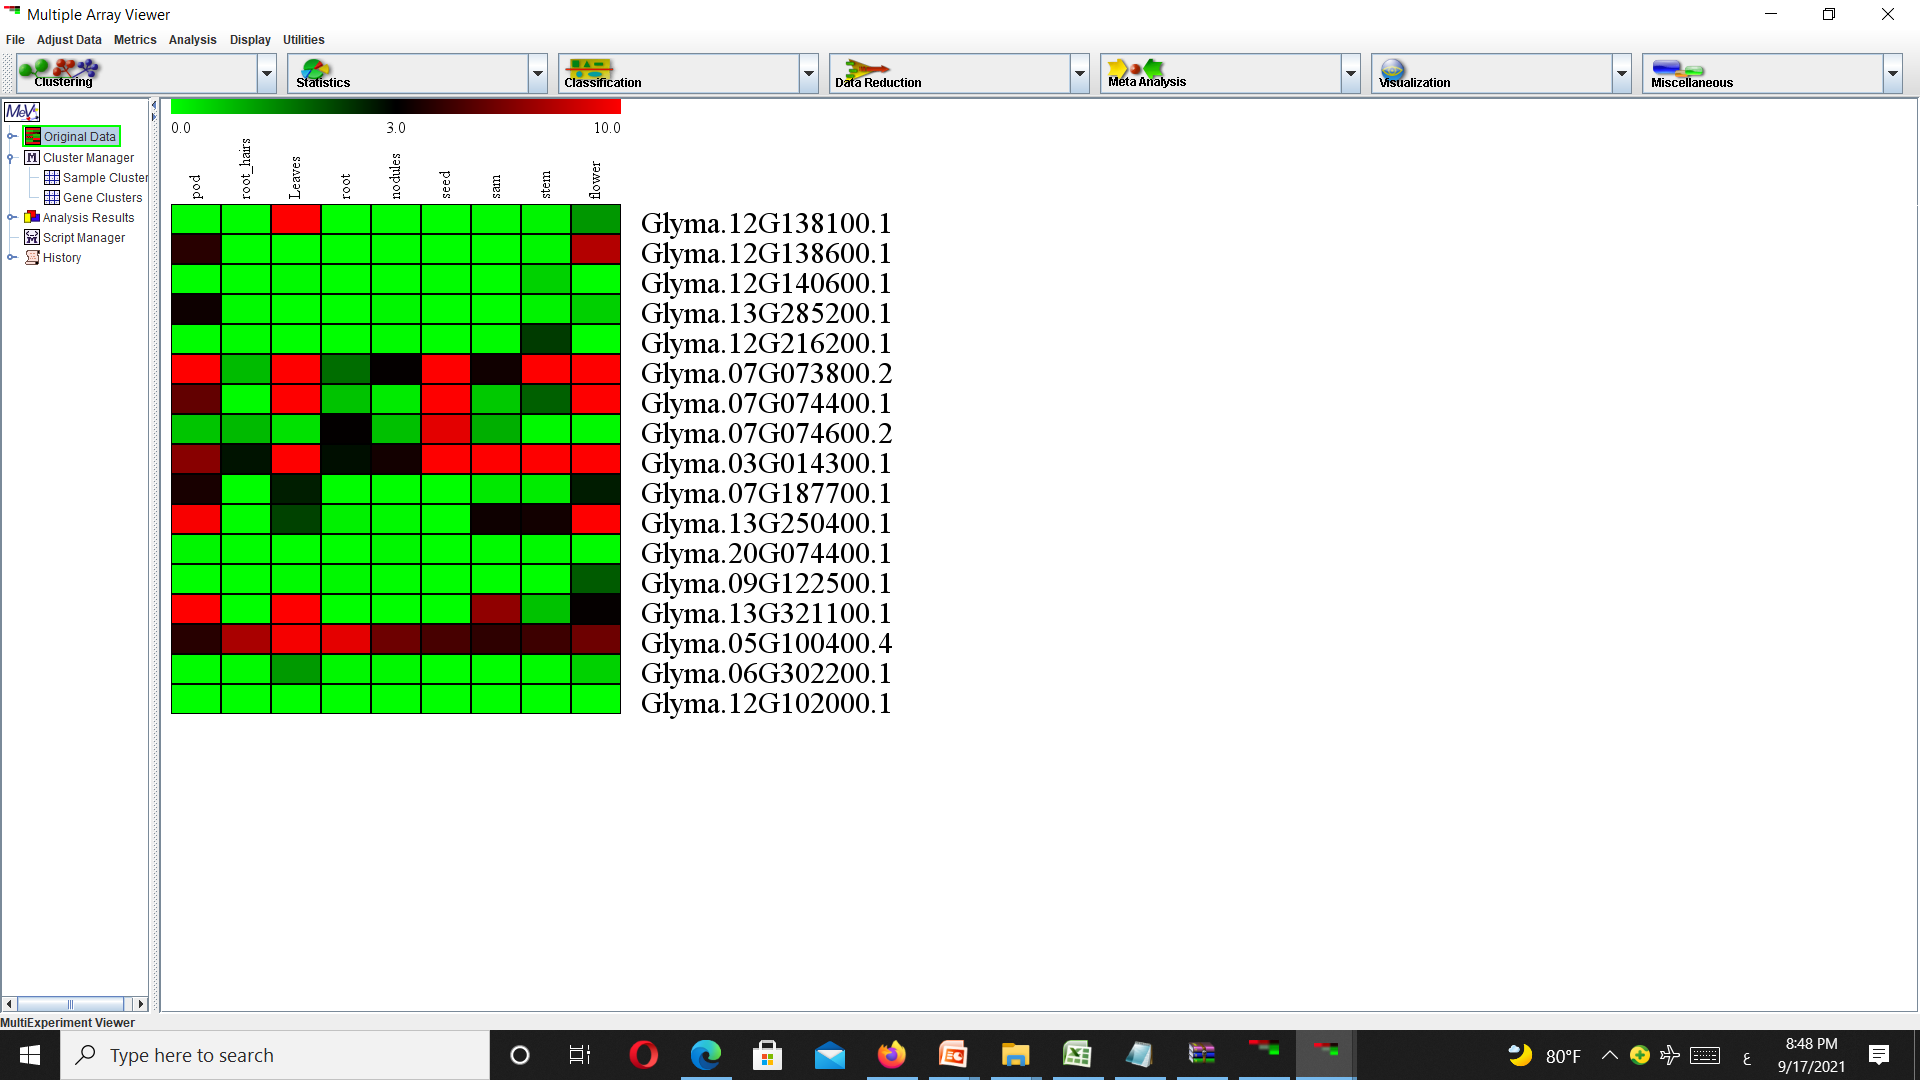 Multiple Array Viewer
File Adjust Data Metrics Analysis Display Utilities
Clustering Statistics Classification Data Reduction Meta Analysis Visualization Miscellaneous
MeV
Original Data
Cluster Manager
Sample Cluster
Gene Clusters
Analysis Results
Script Manager
History
0.0 3.0 10.0
pod root_hairs Leaves root nodules seed sam stem flower
Glyma.12G138100.1
Glyma.12G138600.1
Glyma.12G140600.1
Glyma.13G285200.1
Glyma.12G216200.1
Glyma.07G073800.2
Glyma.07G074400.1
Glyma.07G074600.2
Glyma.03G014300.1
Glyma.07G187700.1
Glyma.13G250400.1
Glyma.20G074400.1
Glyma.09G122500.1
Glyma.13G321100.1
Glyma.05G100400.4
Glyma.06G302200.1
Glyma.12G102000.1
MultiExperiment Viewer
Type here to search
80°F
ع
8:48 PM
9/17/2021